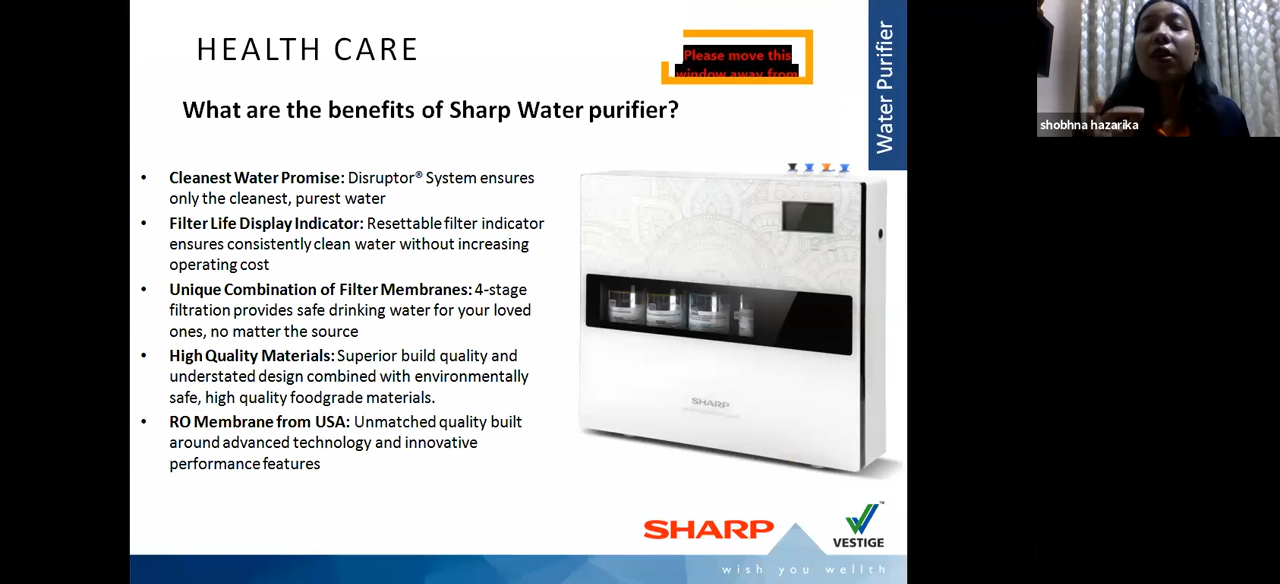 HEALTH CARE
Please move this
window away from
Water Purifier
shobhna hazarika
What are the benefits of Sharp Water purifier?
• Cleanest Water Promise: Disruptor® System ensures
only the cleanest, purest water
• Filter Life Display Indicator: Resettable filter indicator
ensures consistently clean water without increasing
operating cost
• Unique Combination of Filter Membranes: 4-stage
filtration provides safe drinking water for your loved
ones, no matter the source
• High Quality Materials: Superior build quality and
understated design combined with environmentally
safe, high quality foodgrade materials.
• RO Membrane from USA: Unmatched quality built
around advanced technology and innovative
performance features
SHARP
SHARP
VESTIGE
™
wish you wellth